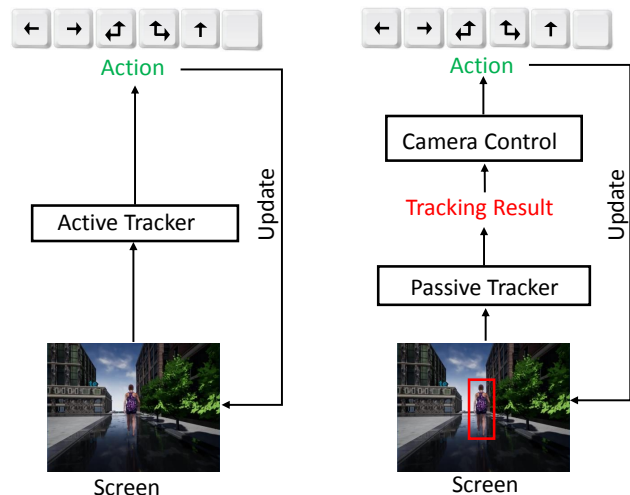 Action
Update
Active Tracker
Screen
Action
Camera Control
Update
Tracking Result
Passive Tracker
Screen